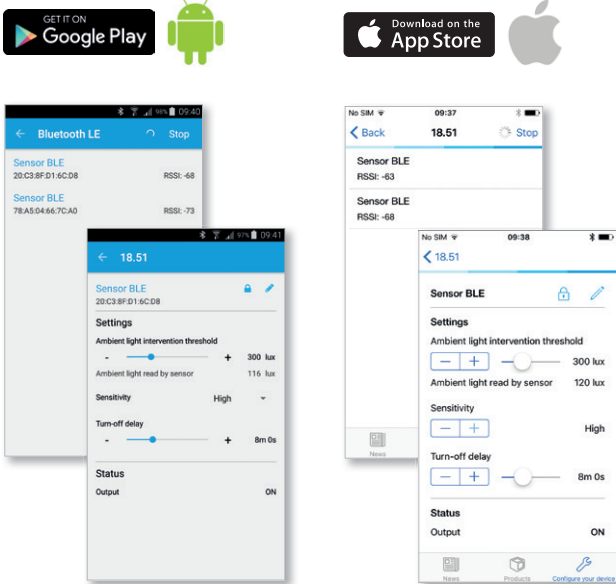 GET IT ON
Google Play
Download on the
App Store
98% 09:40
Bluetooth LE Stop
Sensor BLE
20:C3:8F:D1:6C:D8 RSSI: -68
Sensor BLE
78:A5:04:66:7C:A0 RSSI: -73
97% 09:41
18.51
Sensor BLE
20:C3:8F:D1:6C:D8
Settings
Ambient light intervention threshold
- + 300 lux
Ambient light read by sensor 116 lux
Sensitivity High
Turn-off delay
- + 8m 0s
Status
Output ON
No SIM 09:37
Back 18.51 Stop
Sensor BLE
RSSI: -63
Sensor BLE
RSSI: -68
News
No SIM 09:38
18.51
Sensor BLE
Settings
Ambient light intervention threshold
- + 300 lux
Ambient light read by sensor 120 lux
Sensitivity
- + High
Turn-off delay
- + 8m 0s
Status
Output ON
News Products Configure your device